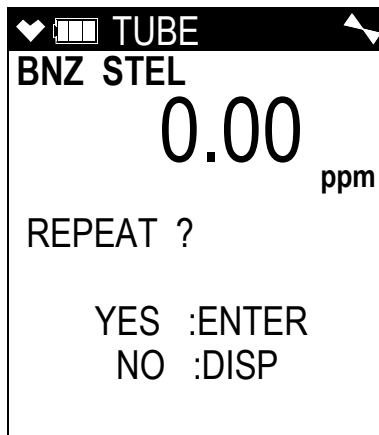 TUBE
BNZ STEL
0.00
ppm
REPEAT ?
YES :ENTER
NO :DISP